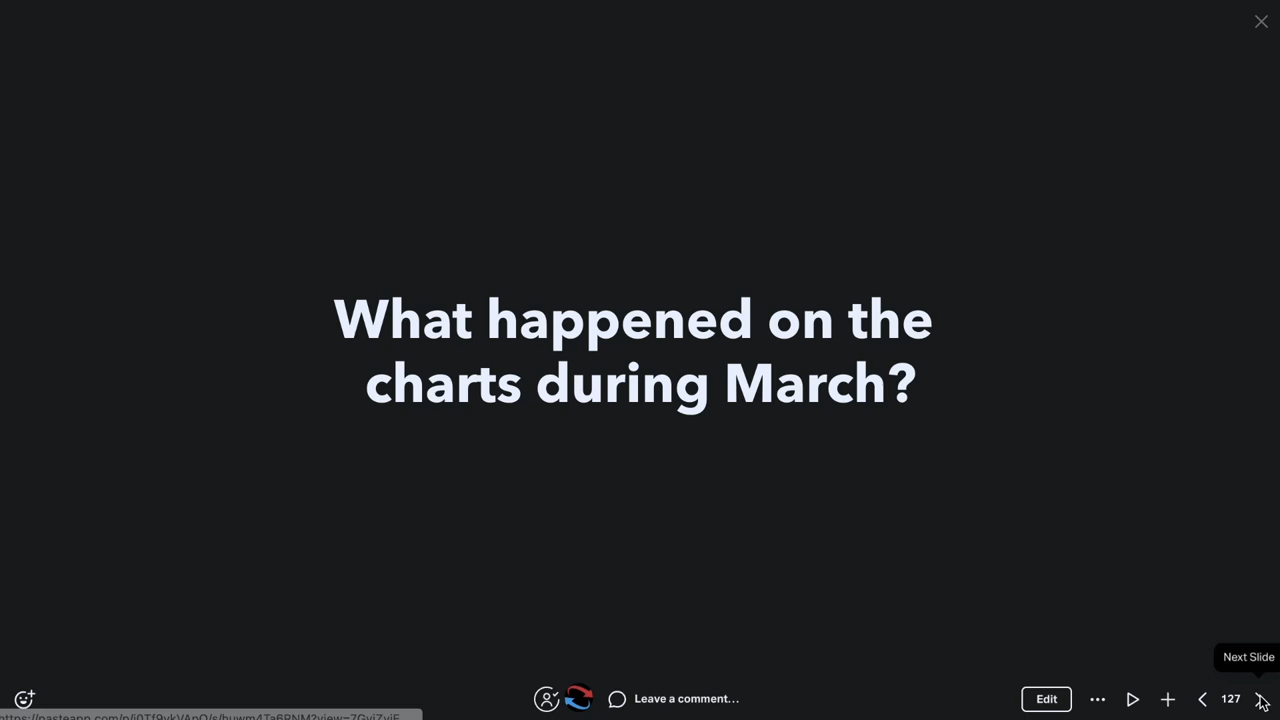 What happened on the
charts during March?
Next Slide
Leave a comment...
Edit
127